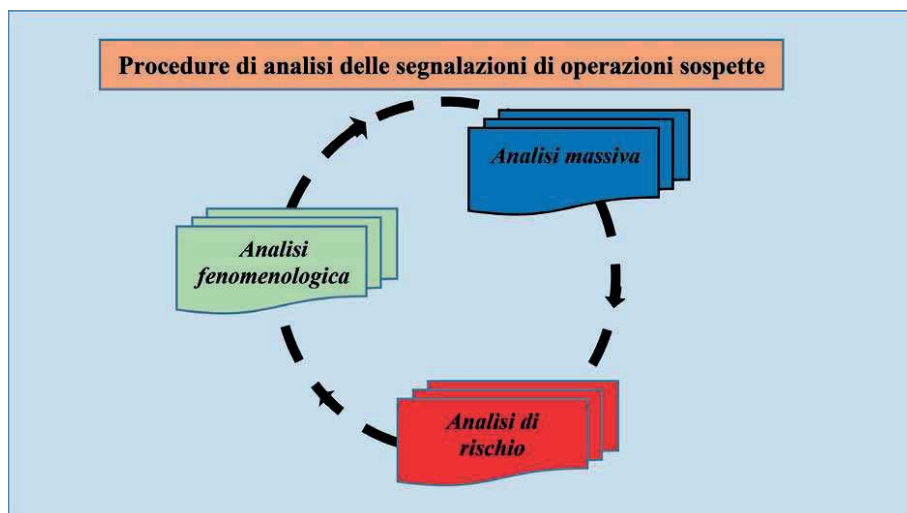 Procedure di analisi delle segnalazioni di operazioni sospette
Analisi massiva
Analisi
fenomenologica
Analisi di
rischio